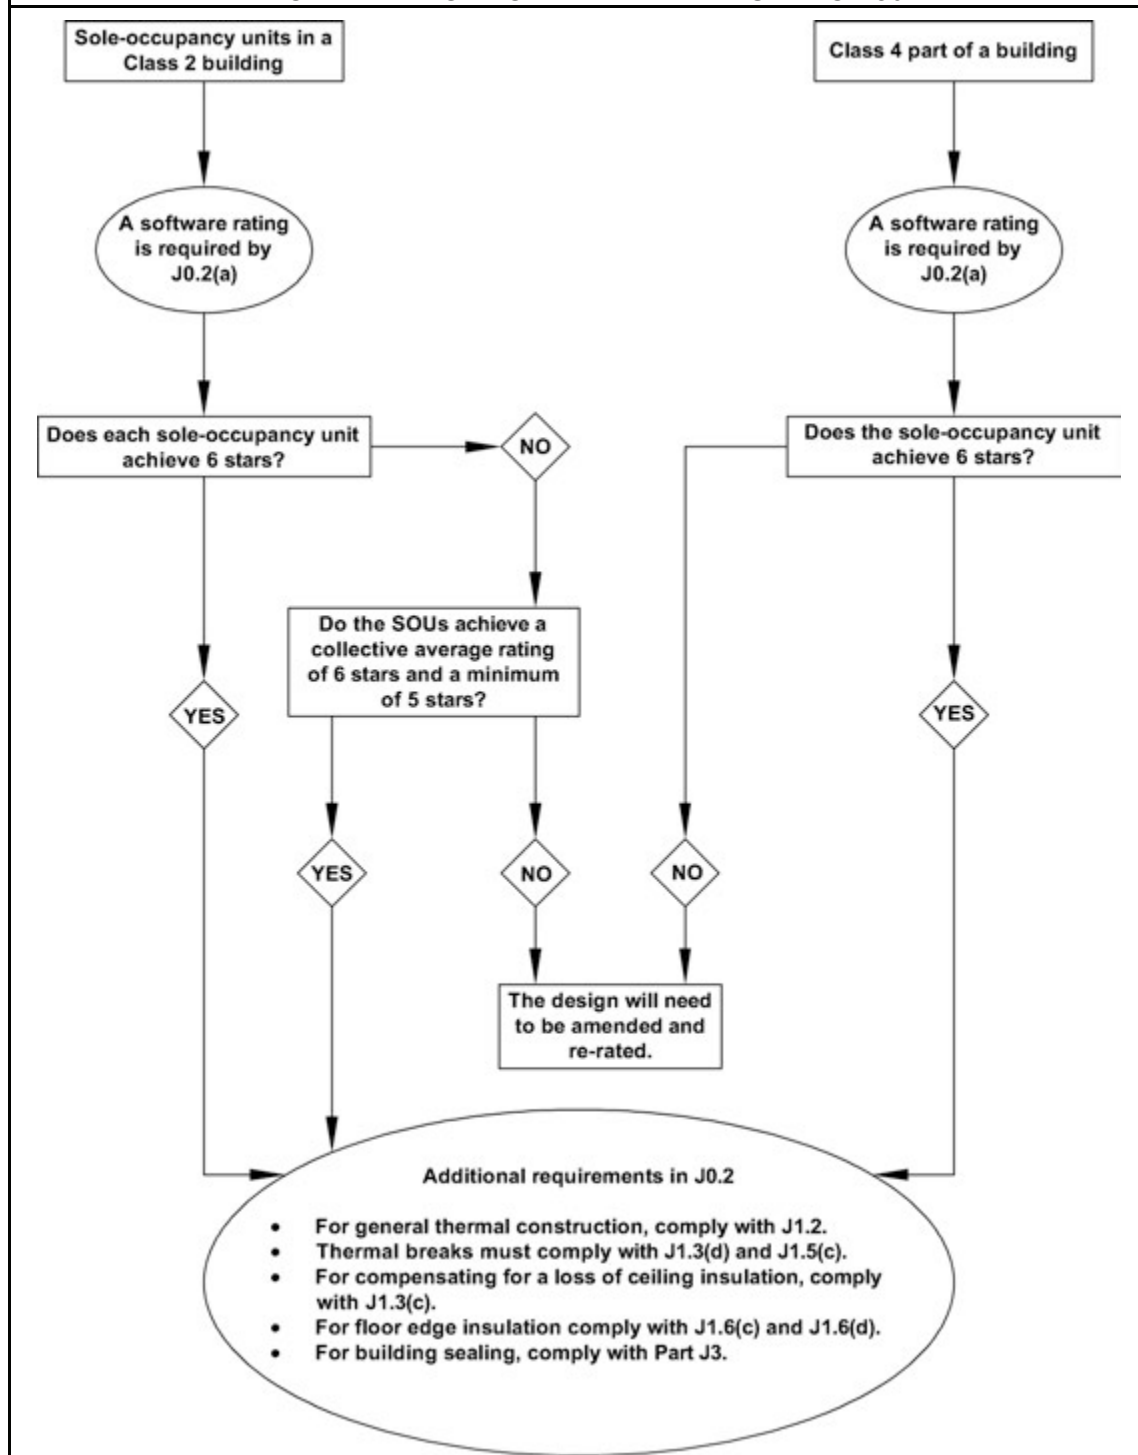 Sole-occupancy units in a
Class 2 building
Class 4 part of a building
A software rating
is required by
J0.2(a)
A software rating
is required by
J0.2(a)
Does each sole-occupancy unit
achieve 6 stars?
NO
Does the sole-occupancy unit
achieve 6 stars?
Do the SOUs achieve a
collective average rating
of 6 stars and a minimum
of 5 stars?
YES
YES
YES
NO
NO
The design will need
to be amended and
re-rated.
Additional requirements in J0.2
• For general thermal construction, comply with J1.2.
• Thermal breaks must comply with J1.3(d) and J1.5(c).
• For compensating for a loss of ceiling insulation, comply
with J1.3(c).
• For floor edge insulation comply with J1.6(c) and J1.6(d).
• For building sealing, comply with Part J3.